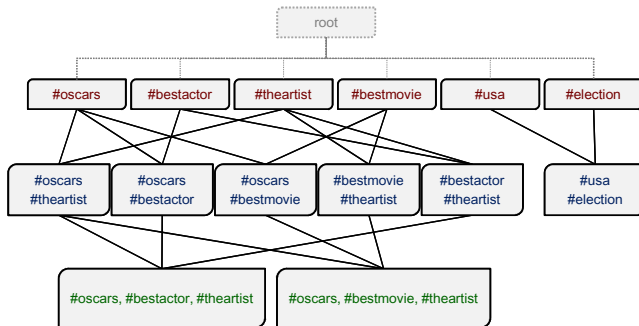 root
#oscars
#bestactor
#theartist
#bestmovie
#usa
#election
#oscars
#theartist
#oscars
#bestactor
#oscars
#bestmovie
#bestmovie
#theartist
#bestactor
#theartist
#usa
#election
#oscars, #bestactor, #theartist
#oscars, #bestmovie, #theartist